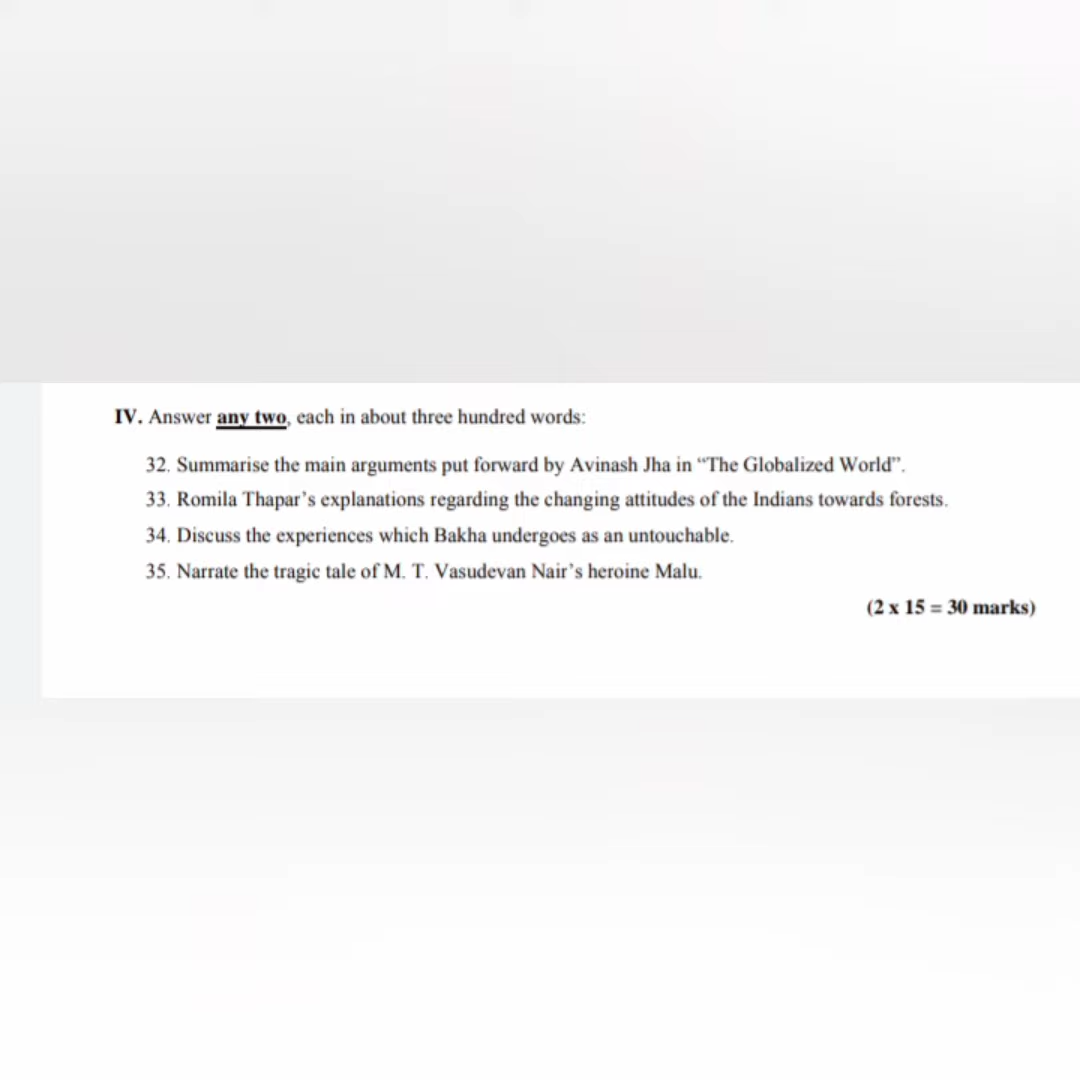 IV. Answer any two, each in about three hundred words:
32. Summarise the main arguments put forward by Avinash Jha in “The Globalized World”.
33. Romila Thapar’s explanations regarding the changing attitudes of the Indians towards forests.
34. Discuss the experiences which Bakha undergoes as an untouchable.
35. Narrate the tragic tale of M. T. Vasudevan Nair’s heroine Malu.
(2 x 15 = 30 marks)